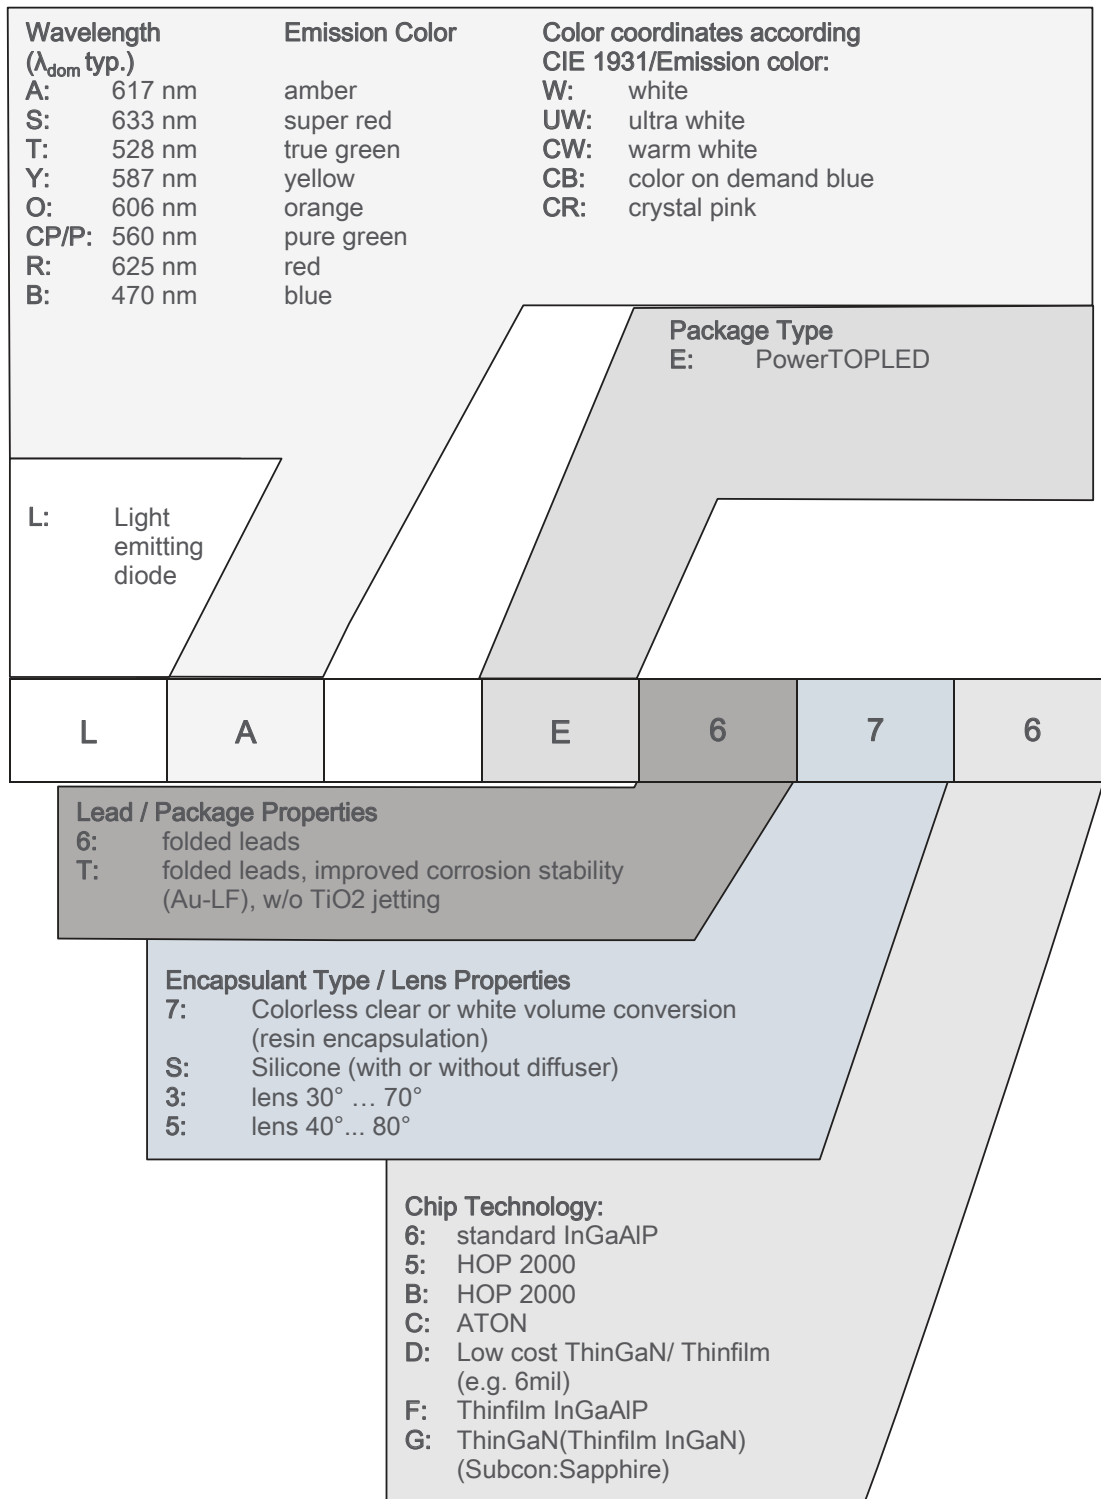 Wavelength Emission Color Color coordinates according
(λdom typ.) CIE 1931/Emission color:
A: 617 nm amber W: white
S: 633 nm super red UW: ultra white
T: 528 nm true green CW: warm white
Y: 587 nm yellow CB: color on demand blue
O: 606 nm orange CR: crystal pink
CP/P: 560 nm pure green
R: 625 nm red
B: 470 nm blue
Package Type
E: PowerTOPLED
L: Light
emitting
diode
L A E 6 7 6
Lead / Package Properties
6: folded leads
T: folded leads, improved corrosion stability
(Au-LF), w/o TiO2 jetting
Encapsulant Type / Lens Properties
7: Colorless clear or white volume conversion
(resin encapsulation)
S: Silicone (with or without diffuser)
3: lens 30° … 70°
5: lens 40°... 80°
Chip Technology:
6: standard InGaAlP
5: HOP 2000
B: HOP 2000
C: ATON
D: Low cost ThinGaN/ Thinfilm
(e.g. 6mil)
F: Thinfilm InGaAlP
G: ThinGaN(Thinfilm InGaN)
(Subcon:Sapphire)